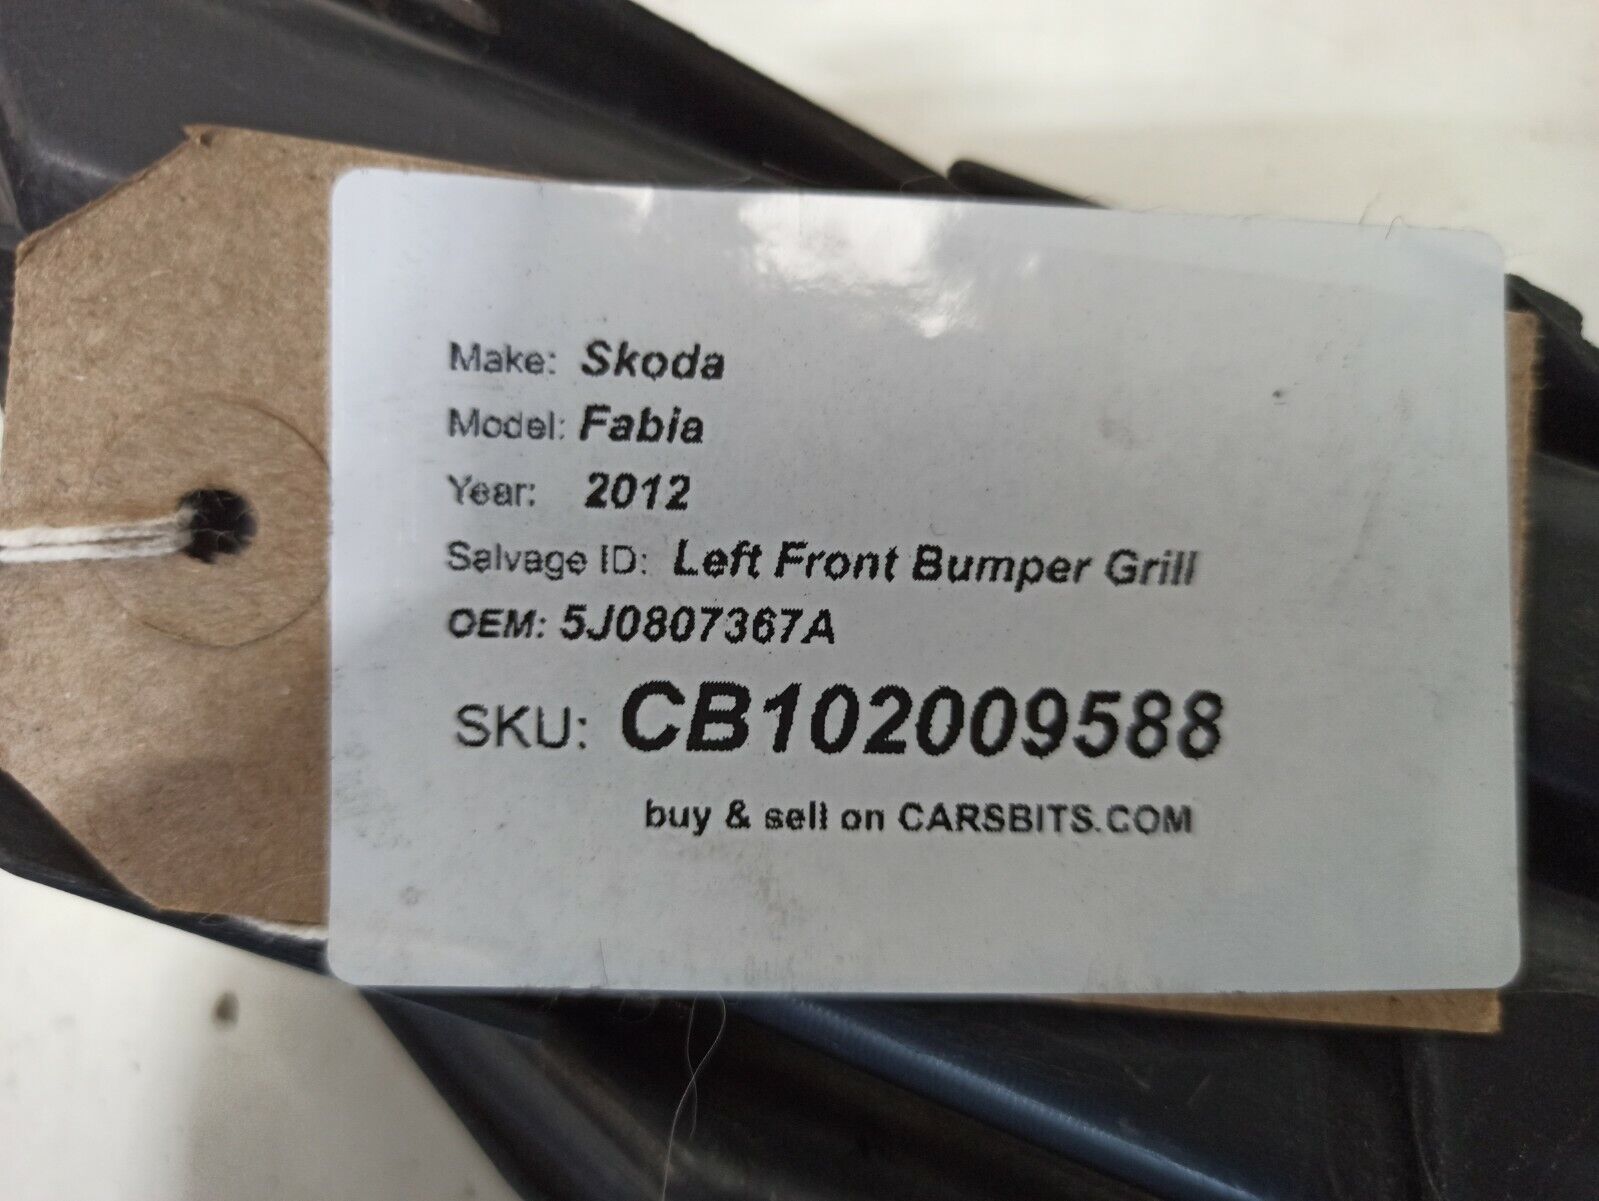 Make: Skoda
Model: Fabia
Year: 2012
Salvage ID: Left Front Bumper Grill
OEM: 5J0807367A
SKU: CB102009588
buy & sell on CARSBITS.COM